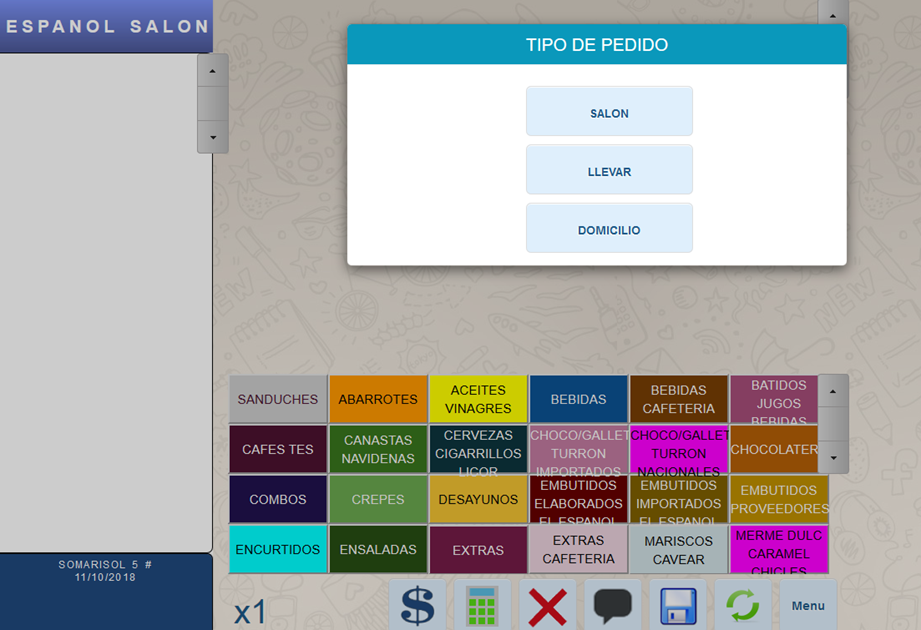 ESPANOL SALON
TIPO DE PEDIDO
SALON
LLEVAR
DOMICILIO
SANDUCHES
ABARROTES
ACEITES
VINAGRES
BEBIDAS
BEBIDAS
CAFETERIA
BATIDOS
JUGOS
BEBIDAS
CAFES TES
CANASTAS
NAVIDENAS
CERVEZAS
CIGARRILLOS
LICOR
CHOCO/GALLET
TURRON
IMPORTADOS
CHOCO/GALLET
TURRON
NACIONALES
CHOCOLATER
COMBOS
CREPES
DESAYUNOS
EMBUTIDOS
ELABORADOS
EL ESPANOL
EMBUTIDOS
IMPORTADOS
EL ESPANOL
EMBUTIDOS
PROVEEDORES
ENCURTIDOS
ENSALADAS
EXTRAS
EXTRAS
CAFETERIA
MARISCOS
CAVEAR
MERME DULC
CARAMEL
CHICLES
SOMARISOL 5 #
11/10/2018
x1
$
Menu